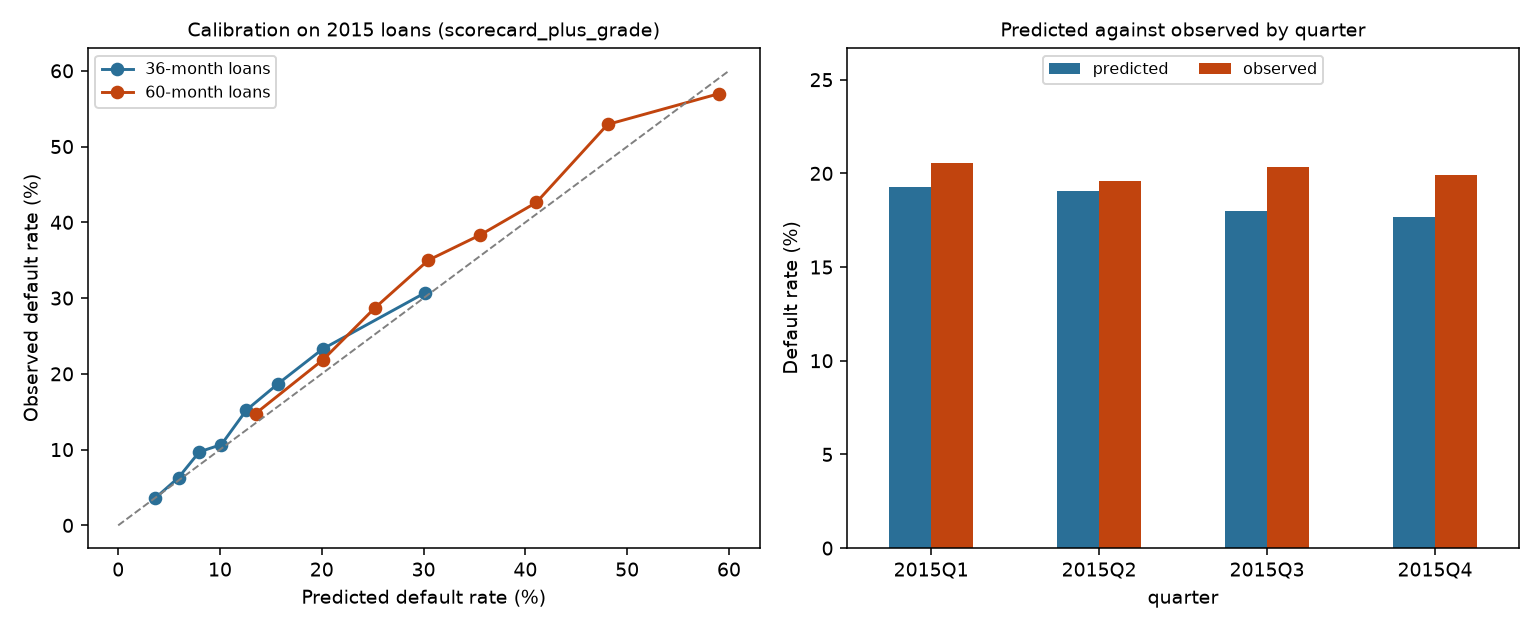 Calibration on 2015 loans (scorecard_plus_grade)
36-month loans
60-month loans
Observed default rate (%)
60
50
40
30
20
10
0
0 10 20 30 40 50 60
Predicted default rate (%)
Predicted against observed by quarter
predicted observed
Default rate (%)
25
20
15
10
5
0
2015Q1 2015Q2 2015Q3 2015Q4
quarter